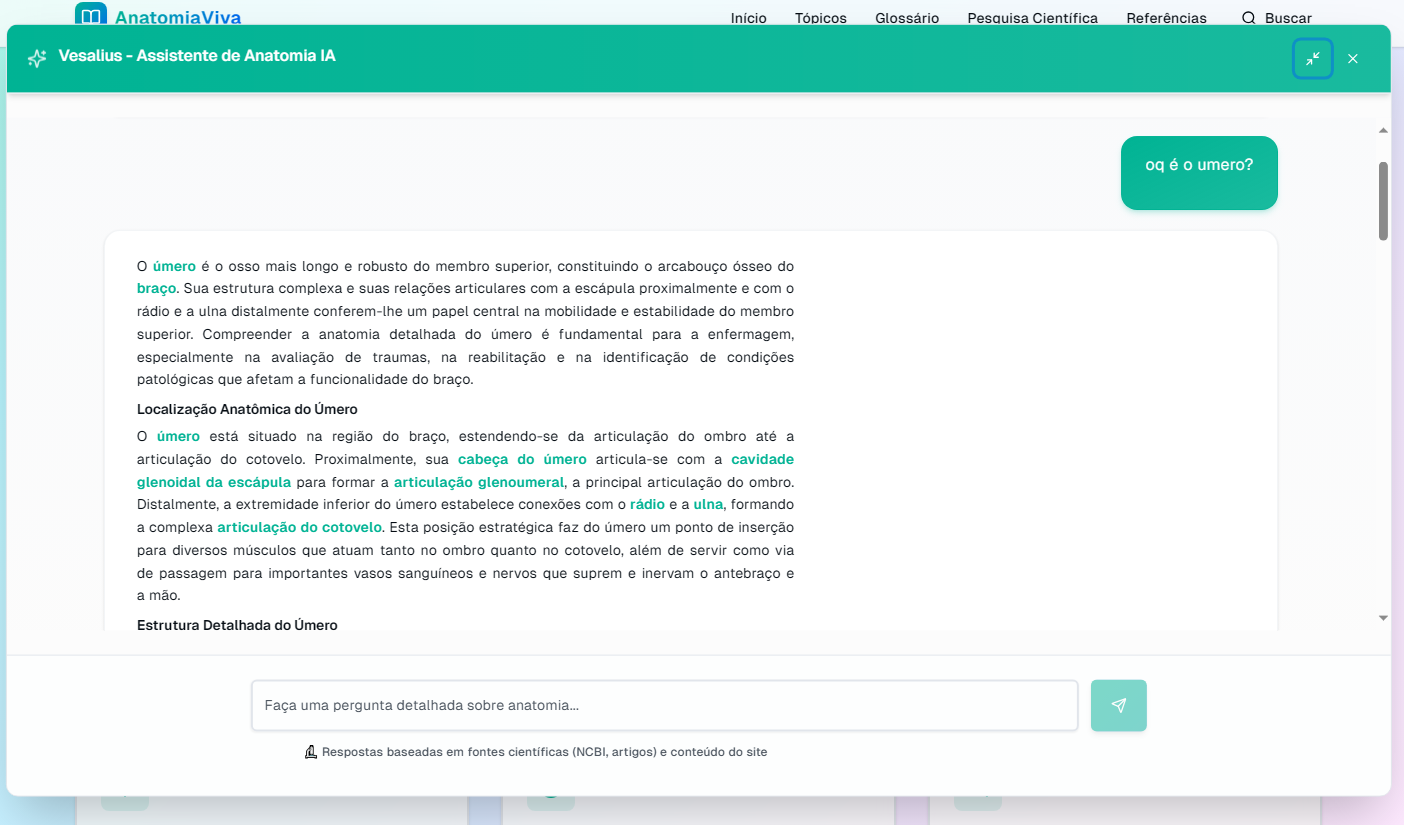 AnatomiaViva
Início Tópicos Glossário Pesquisa Científica Referências Buscar
Vesalius - Assistente de Anatomia IA
oq é o umero?
O úmero é o osso mais longo e robusto do membro superior, constituindo o arcabouço ósseo do
braço. Sua estrutura complexa e suas relações articulares com a escápula proximalmente e com o
rádio e a ulna distalmente conferem-lhe um papel central na mobilidade e estabilidade do membro
superior. Compreender a anatomia detalhada do úmero é fundamental para a enfermagem,
especialmente na avaliação de traumas, na reabilitação e na identificação de condições
patológicas que afetam a funcionalidade do braço.
Localização Anatômica do Úmero
O úmero está situado na região do braço, estendendo-se da articulação do ombro até a
articulação do cotovelo. Proximalmente, sua cabeça do úmero articula-se com a cavidade
glenoidal da escápula para formar a articulação glenoumeral, a principal articulação do ombro.
Distalmente, a extremidade inferior do úmero estabelece conexões com o rádio e a ulna, formando
a complexa articulação do cotovelo. Esta posição estratégica faz do úmero um ponto de inserção
para diversos músculos que atuam tanto no ombro quanto no cotovelo, além de servir como via
de passagem para importantes vasos sanguíneos e nervos que suprem e inervam o antebraço e
a mão.
Estrutura Detalhada do Úmero
Faça uma pergunta detalhada sobre anatomia...
Respostas baseadas em fontes científicas (NCBI, artigos) e conteúdo do site